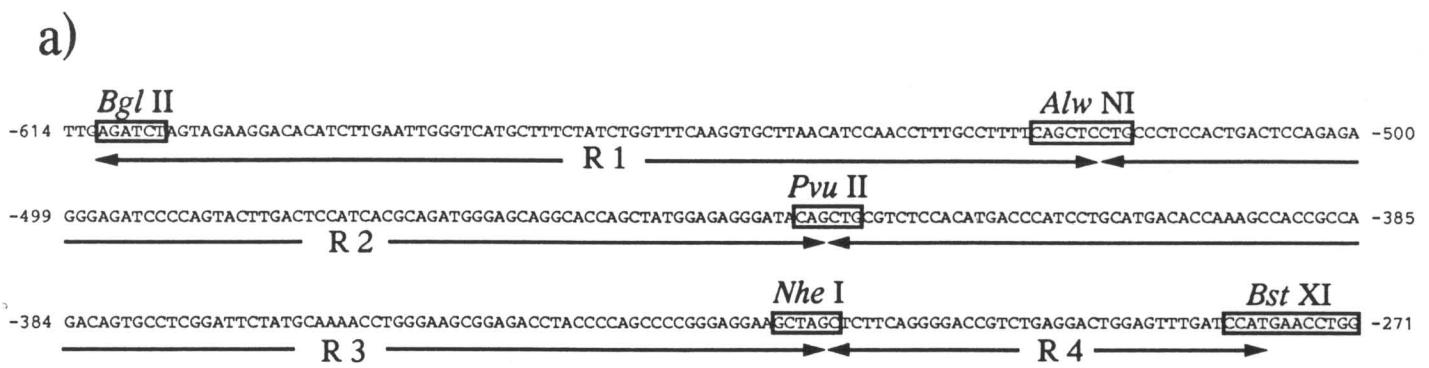 a)
Bgl II Alw NI
-614 TTGAGATCTAGTAGAAGGACACATCTTGAATTGGGTCATGCTTTCTATCTGGTTTCAAGGTGCTTAACATCCAACCTTTGCCTTTTTCAGCTCCTGCCCTCCACTGACTCCAGAGA -500
R 1
Pvu II
-499 GGGAGATCCCCAGTACTTGACTCCATCACGCAGATGGGAGCAGGCACCAGCTATGGAGAGGGATACAGCTGCGTCTCCACATGACCCATCCTGCATGACACCAAAGCCACCGCCA -385
R 2
Nhe I Bst XI
-384 GACAGTGCCTCGGATTCTATGCAAAACCTGGGAAGCGGAGACCTACCCCAGCCCCGGGAGGAAGCTAGCTCTTCAGGGGACCGTCTGAGGACTGGAGTTTGATCCATGAACCTGG -271
R 3 R 4